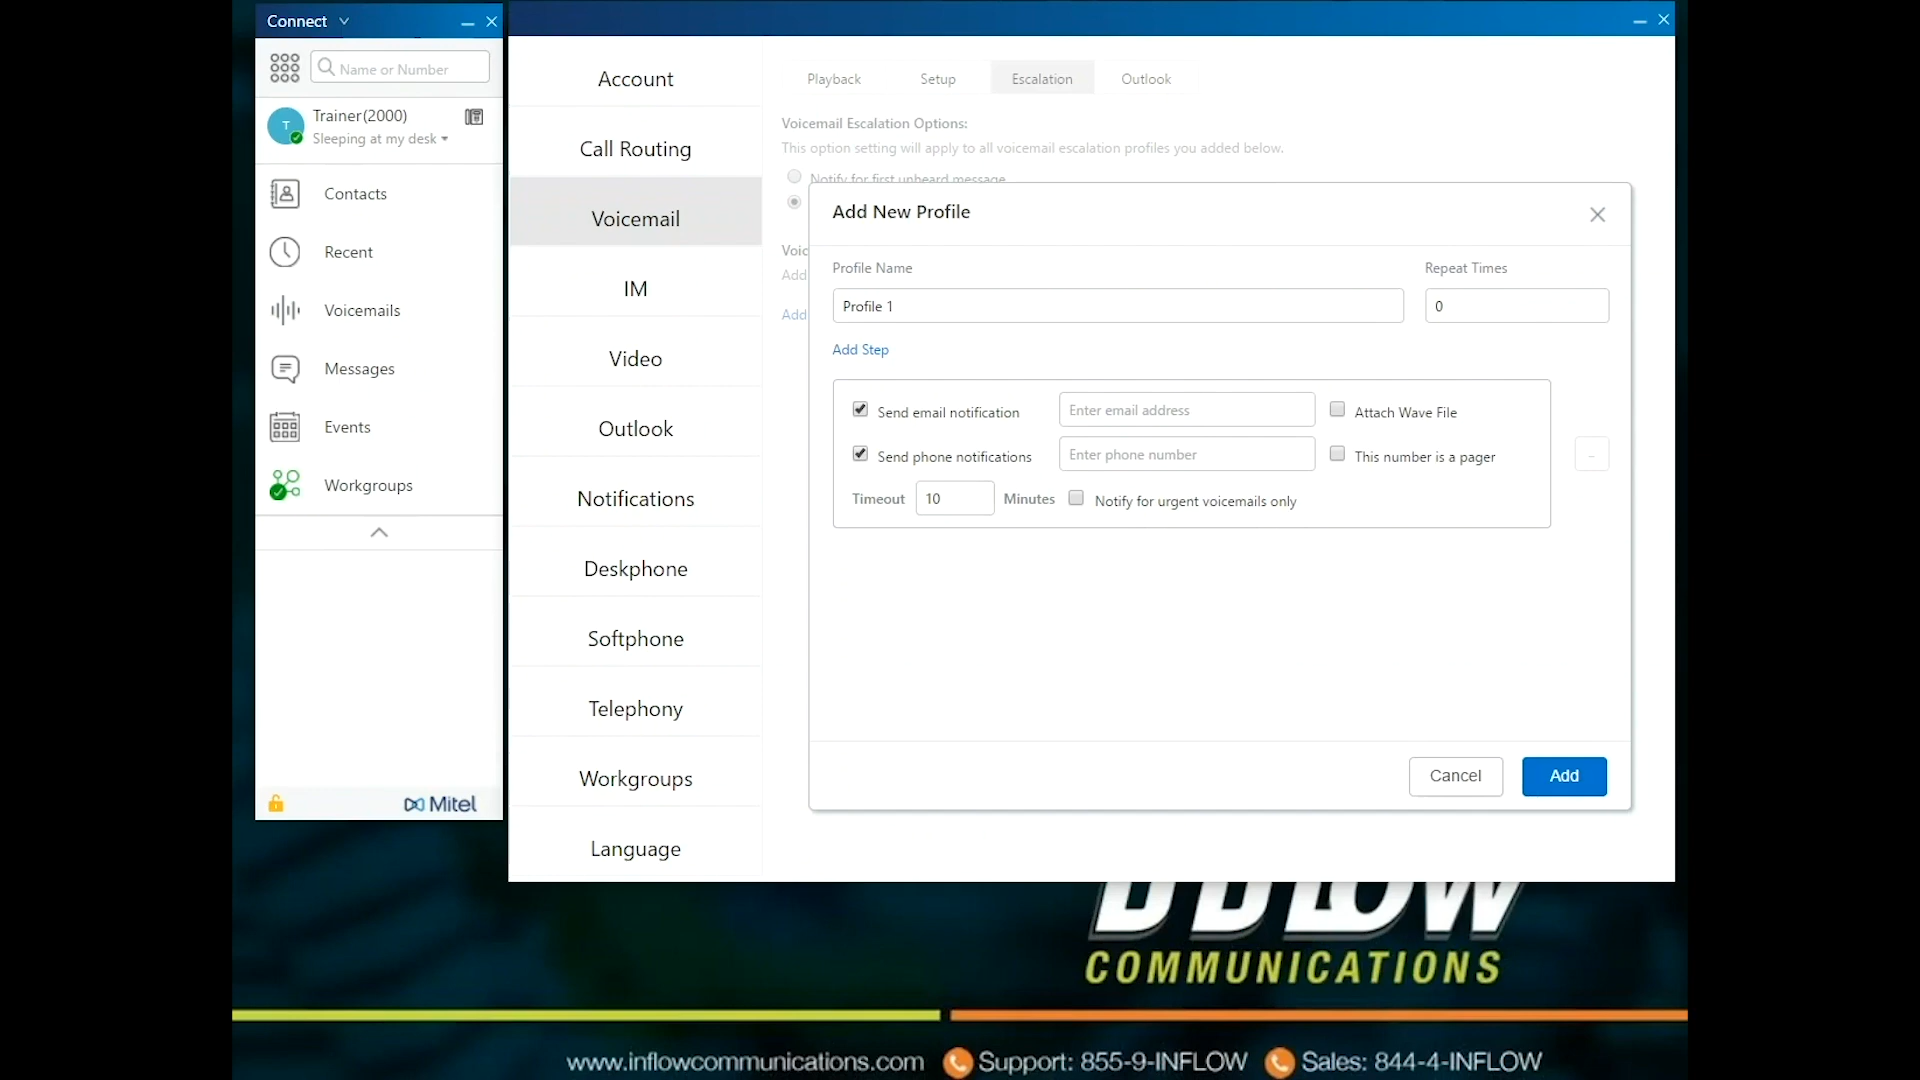 Connect
Name or Number
T
Trainer(2000)
Sleeping at my desk
Contacts
Recent
Voicemails
Messages
Events
Workgroups
Mitel
Account
Call Routing
Voicemail
IM
Video
Outlook
Notifications
Deskphone
Softphone
Telephony
Workgroups
Language
Playback Setup Escalation Outlook
Voicemail Escalation Options:
This option setting will apply to all voicemail escalation profiles you added below.
Notify for first unheard message
Voic
Add
Add
Add New Profile
Profile Name Repeat Times
Profile 1 0
Add Step
Send email notification Enter email address Attach Wave File
Send phone notifications Enter phone number This number is a pager
-
Timeout 10 Minutes Notify for urgent voicemails only
Cancel Add
COMMUNICATIONS
www.inflowcommunications.com Support: 855-9-INFLOW Sales: 844-4-INFLOW